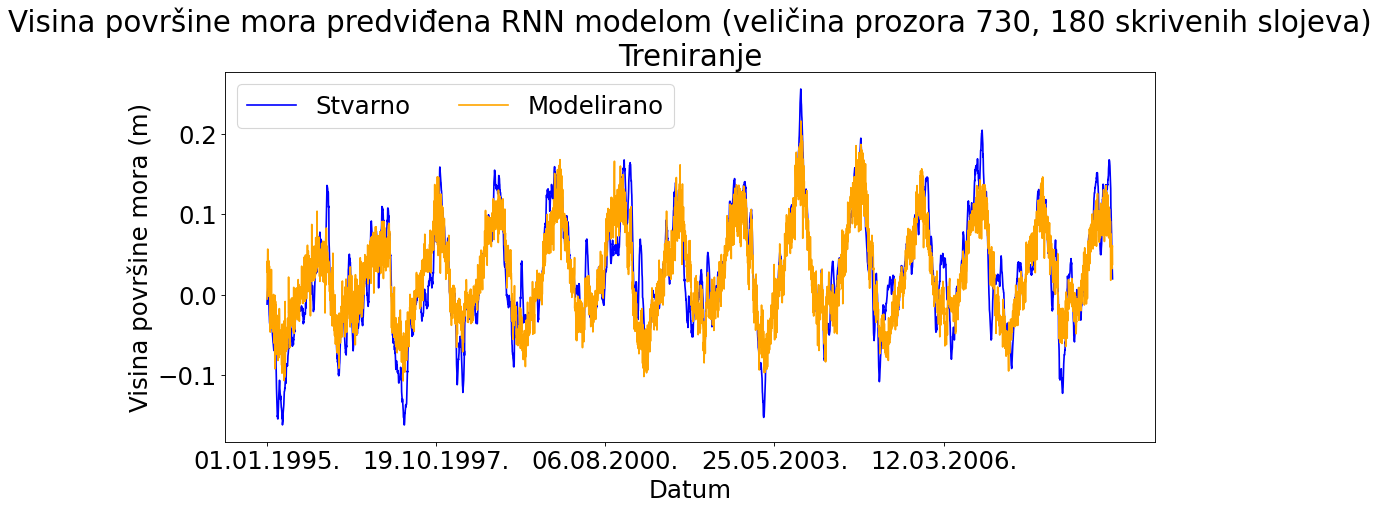 Visina površine mora predviđena RNN modelom (veličina prozora 730, 180 skrivenih slojeva)
Treniranje
Stvarno
Modelirano
Visina površine mora (m)
0.2
0.1
0.0
−0.1
01.01.1995.
19.10.1997.
06.08.2000.
25.05.2003.
12.03.2006.
Datum